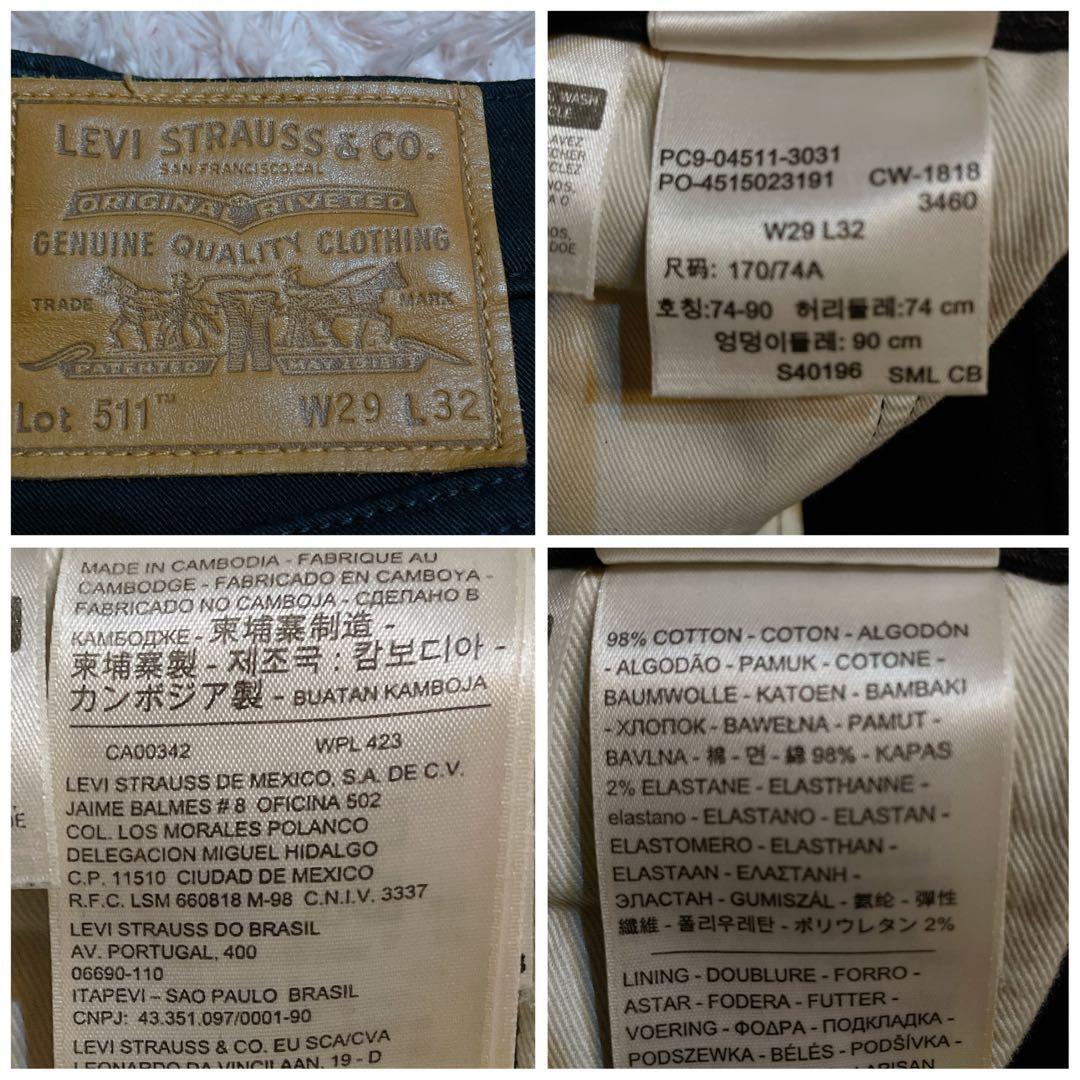 LEVI STRAUSS & CO.
SAN FRANCISCO, CAL
ORIGINAL RIVETED
GENUINE QUALITY CLOTHING
TRADE MARK
PATENTED MAY 20 1873
Lot 511™ W29 L32
WASH
PC9-04511-3031
PO-4515023191 CW-1818
3460
W29 L32
尺码: 170/74A
호칭:74-90 허리둘레:74 cm
엉덩이둘레: 90 cm
S40196 SML CB
MADE IN CAMBODIA - FABRIQUE AU
CAMBODGE - FABRICADO EN CAMBOYA -
FABRICADO NO CAMBOJA - СДЕЛАНО В
КАМБОДЖЕ - 柬埔寨制造 -
柬埔寨製 - 제조국 : 캄보디아 -
カンボジア製 - BUATAN KAMBOJA
CA00342 WPL 423
LEVI STRAUSS DE MEXICO, S.A. DE C.V.
JAIME BALMES # 8 OFICINA 502
COL. LOS MORALES POLANCO
DELEGACION MIGUEL HIDALGO
C.P. 11510 CIUDAD DE MEXICO
R.F.C. LSM 660818 M-98 C.N.I.V. 3337
LEVI STRAUSS DO BRASIL
AV. PORTUGAL, 400
06690-110
ITAPEVI – SAO PAULO BRASIL
CNPJ: 43.351.097/0001-90
LEVI STRAUSS & CO. EU SCA/CVA
LEONARDO DA VINCILAAN, 19 - D
98% COTTON - COTON - ALGODÓN
- ALGODÃO - PAMUK - COTONE -
BAUMWOLLE - KATOEN - BAMBAKI
- ХЛОПОК - BAWEŁNA - PAMUT -
BAVLNA - 棉 - 면 - 綿 98% - KAPAS
2% ELASTANE - ELASTHANNE -
elastano - ELASTANO - ELASTAN -
ELASTOMERO - ELASTHAN -
ELASTAAN - ΕΛΑΣΤΑΝΗ -
ЭЛАСТАН - GUMISZÁL - 氨纶 - 彈性
纖維 - 폴리우레탄 - ポリウレタン 2%
LINING - DOUBLURE - FORRO -
ASTAR - FODERA - FUTTER -
VOERING - ΦΟΔΡΑ - ПОДКЛАДКА -
PODSZEWKA - BÉLÉS - PODŠÍVKA -